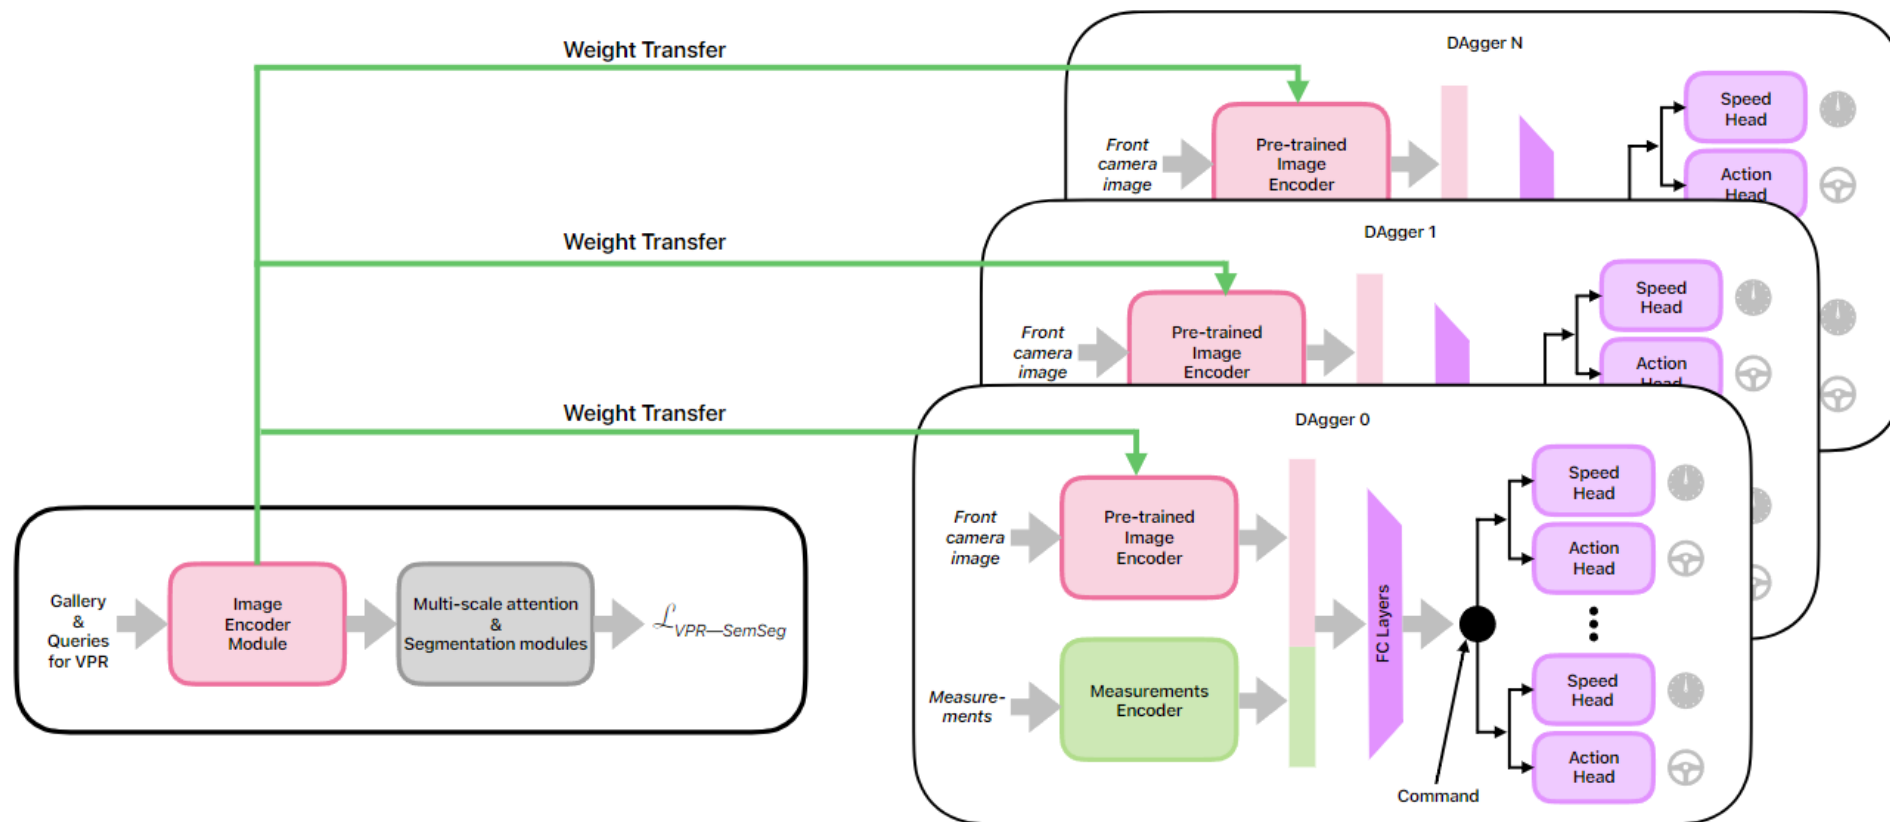 Weight Transfer
DAgger N
Front
camera
image
Pre-trained
Image
Encoder
Speed
Head
Action
Head
Weight Transfer
DAgger 1
Front
camera
image
Pre-trained
Image
Encoder
Speed
Head
Action
Head
Weight Transfer
DAgger 0
Front
camera
image
Pre-trained
Image
Encoder
Measure-
ments
Measurements
Encoder
FC Layers
Command
Speed
Head
Action
Head
Speed
Head
Action
Head
Gallery
&
Queries
for VPR
Image
Encoder
Module
Multi-scale attention
&
Segmentation modules
ℒ_VPR—SemSeg